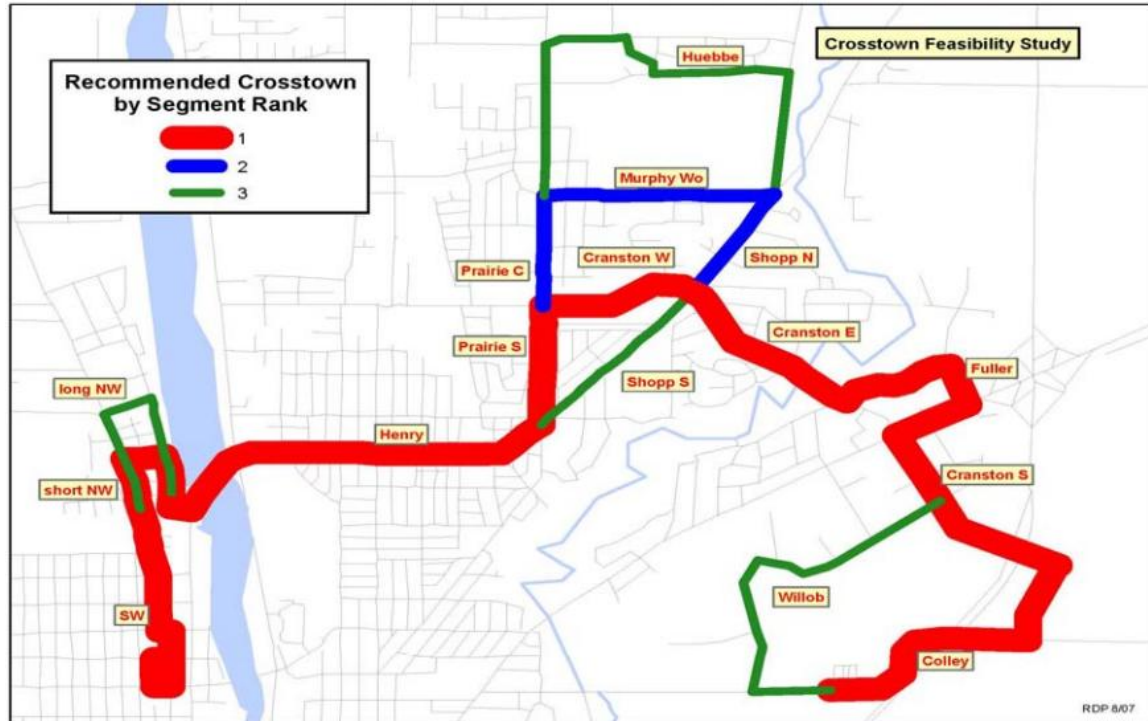 Crosstown Feasibility Study
Recommended Crosstown
by Segment Rank
1
2
3
Huebbe
Murphy Wo
Prairie C
Cranston W
Shopp N
Prairie S
Cranston E
Shopp S
Fuller
long NW
Henry
short NW
Cranston S
SW
Willob
Colley
RDP 8/07